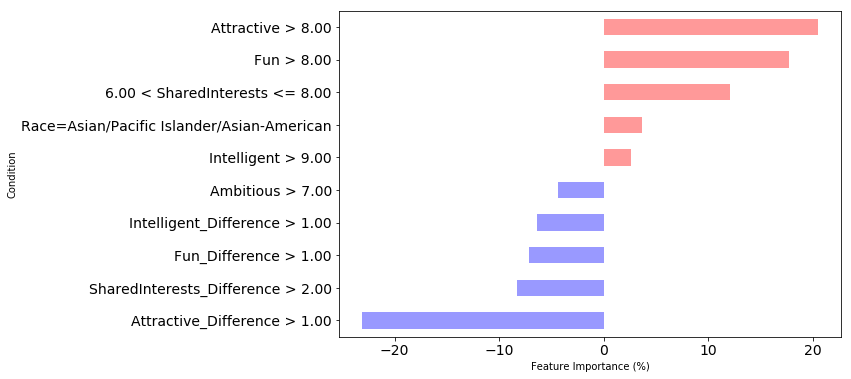 Attractive > 8.00
Fun > 8.00
6.00 < SharedInterests <= 8.00
Race=Asian/Pacific Islander/Asian-American
Intelligent > 9.00
Ambitious > 7.00
Intelligent_Difference > 1.00
Fun_Difference > 1.00
SharedInterests_Difference > 2.00
Attractive_Difference > 1.00
Condition
−20 −10 0 10 20
Feature Importance (%)